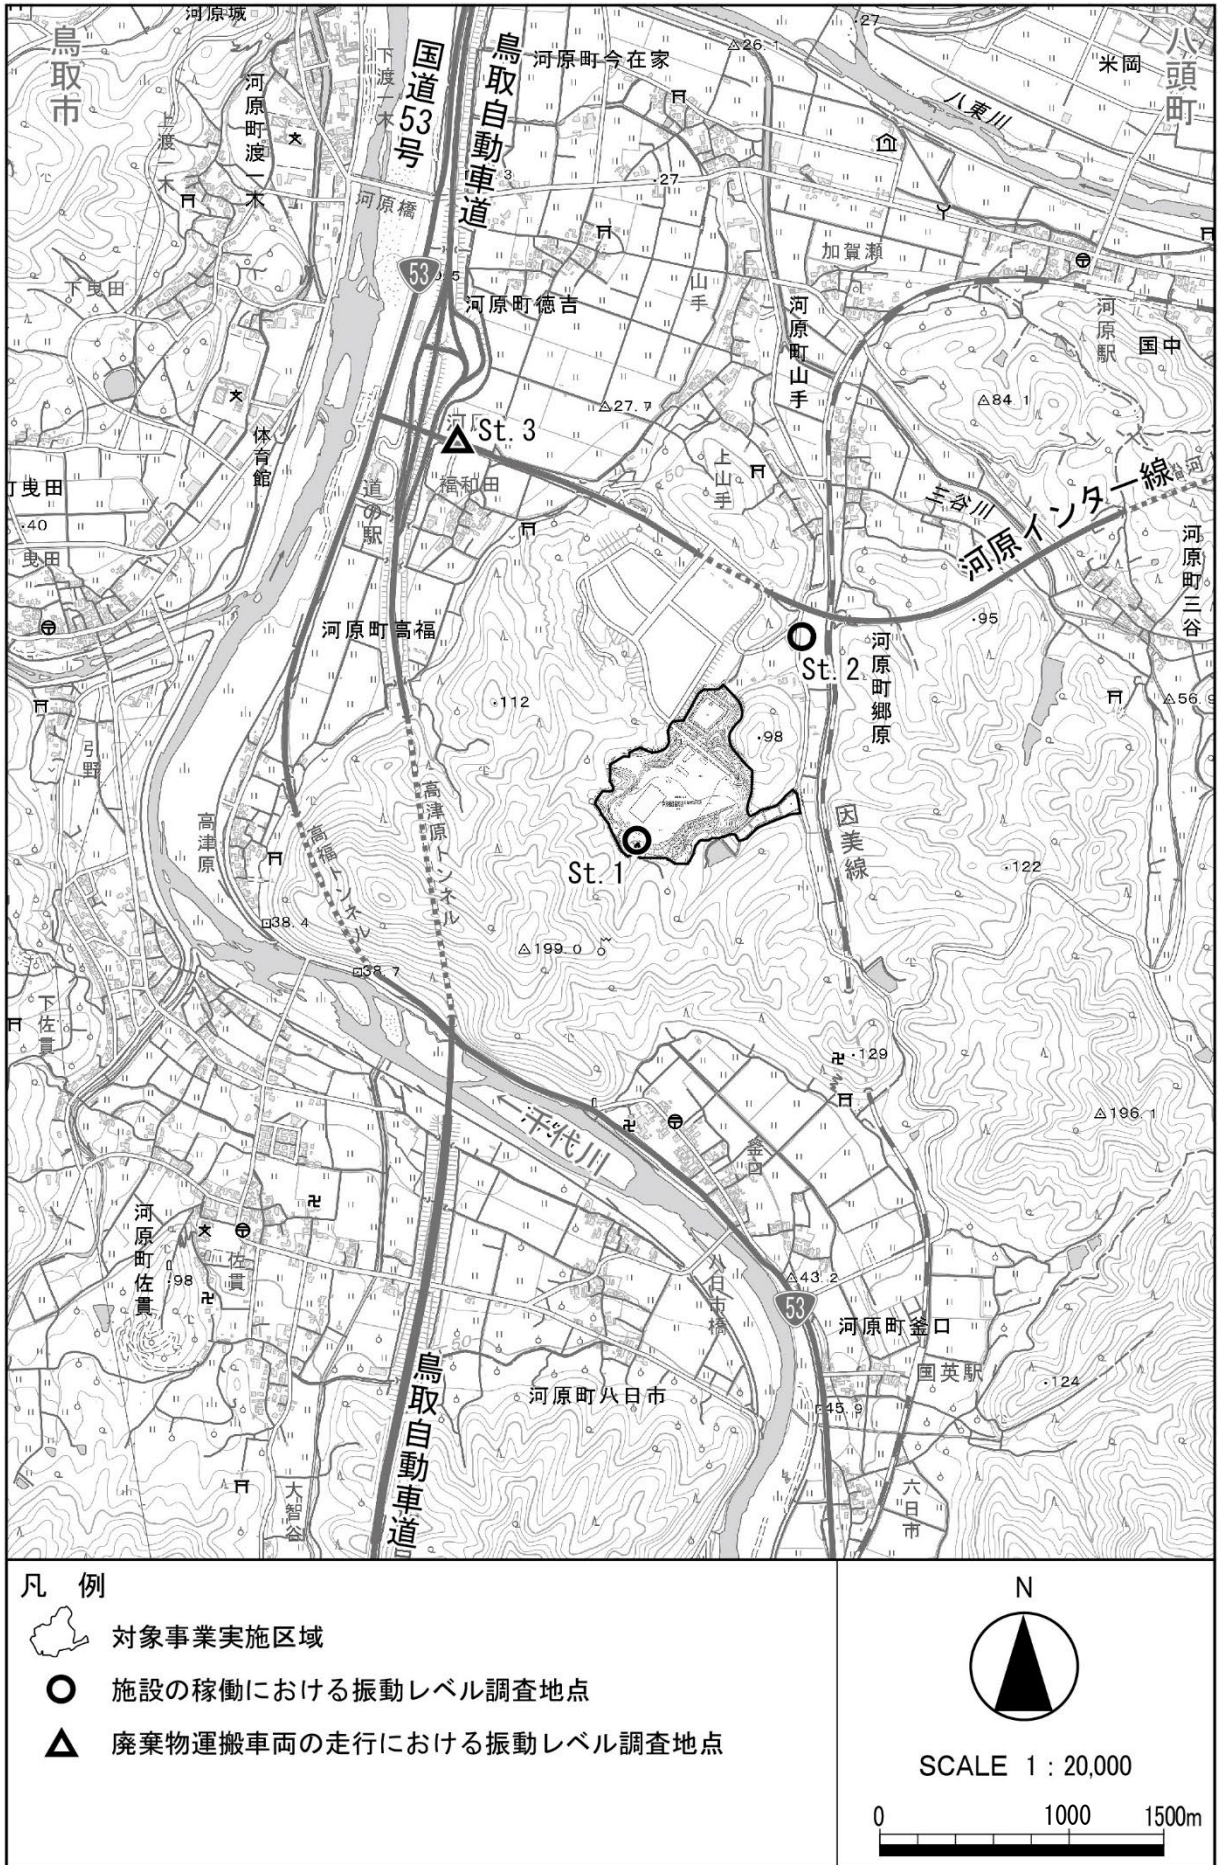 河原城
鳥取市
下渡一木
国道53号
鳥取自動車道
河原町今在家
26.1
27
米岡
八頭町
八東川
河原町渡一木
上渡一木
河原橋
27
加賀瀬
下曳田
53
河原町徳吉
山手
河原町山手
河原駅
国中
84.1
27.7
St. 3
体育館
上山手
福和田
道の駅
河原インター線
三谷川
町曳田
40
曳田
河原町三谷
河原町高福
95
St. 2
河原町郷原
56.9
112
98
引野
高津原
高福トンネル
高津原トンネル
St. 1
因美線
122
38.4
199.0
38.7
下佐貫
129
196.1
千代川
釜口
河原町佐貫
佐貫
98
八日市橋
43.2
53
河原町釜口
国英駅
50
鳥取自動車道
河原町八日市
124
45.9
大智谷
六日市
凡 例
対象事業実施区域
施設の稼働における振動レベル調査地点
廃棄物運搬車両の走行における振動レベル調査地点
N
SCALE 1 : 20,000
0 1000 1500m